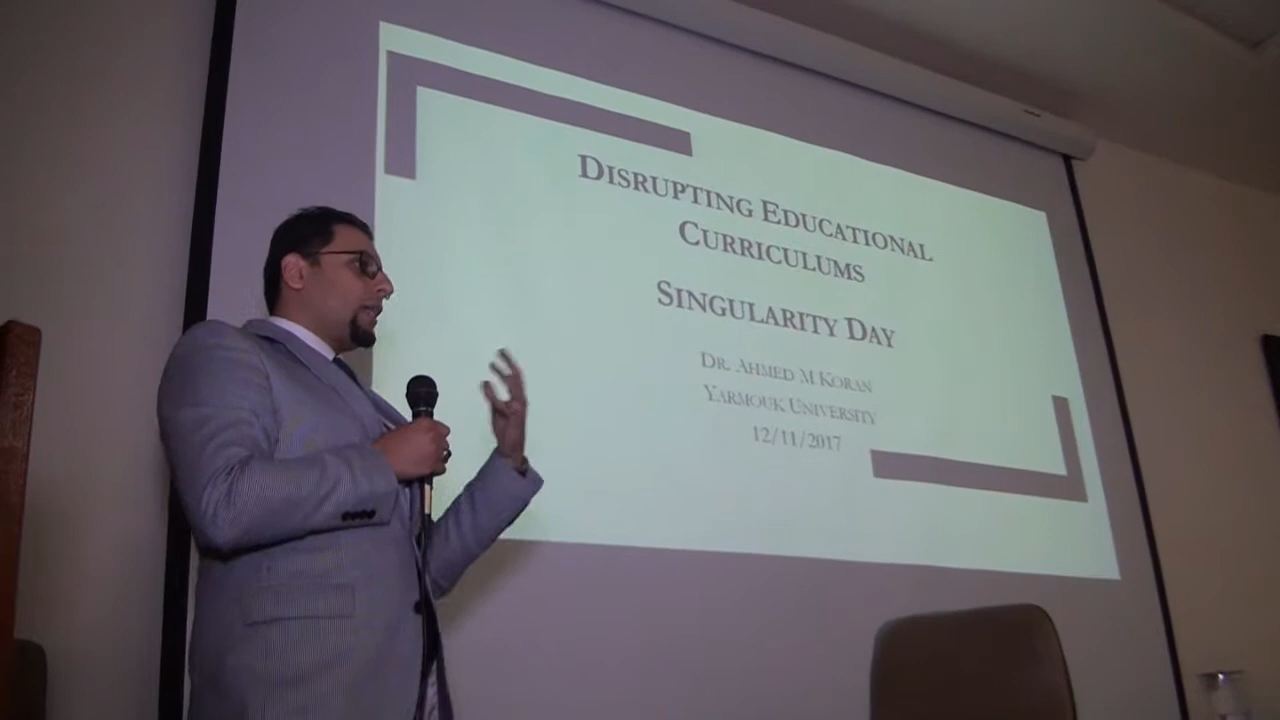 DISRUPTING EDUCATIONAL
CURRICULUMS
SINGULARITY DAY
DR. AHMED M KORAN
YARMOUK UNIVERSITY
12/11/2017